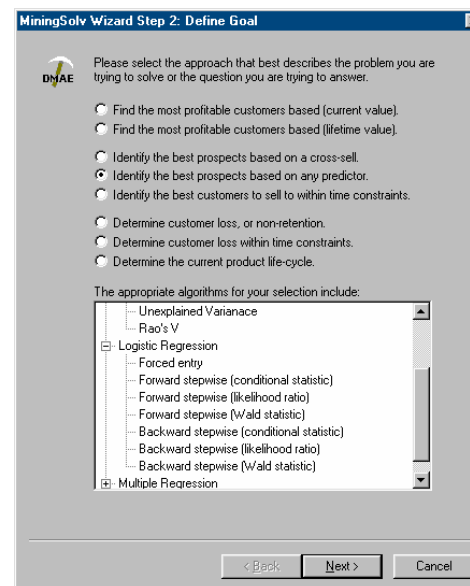 MiningSolv Wizard Step 2: Define Goal
DMAE
Please select the approach that best describes the problem you are
trying to solve or the question you are trying to answer.
Find the most profitable customers based (current value).
Find the most profitable customers based (lifetime value).
Identify the best prospects based on a cross-sell.
Identify the best prospects based on any predictor.
Identify the best customers to sell to within time constraints.
Determine customer loss, or non-retention.
Determine customer loss within time constraints.
Determine the current product life-cycle.
The appropriate algorithms for your selection include:
Unexplained Varianace
Rao's V
Logistic Regression
Forced entry
Forward stepwise (conditional statistic)
Forward stepwise (likelihood ratio)
Forward stepwise (Wald statistic)
Backward stepwise (conditional statistic)
Backward stepwise (likelihood ratio)
Backward stepwise (Wald statistic)
Multiple Regression
< Back Next > Cancel